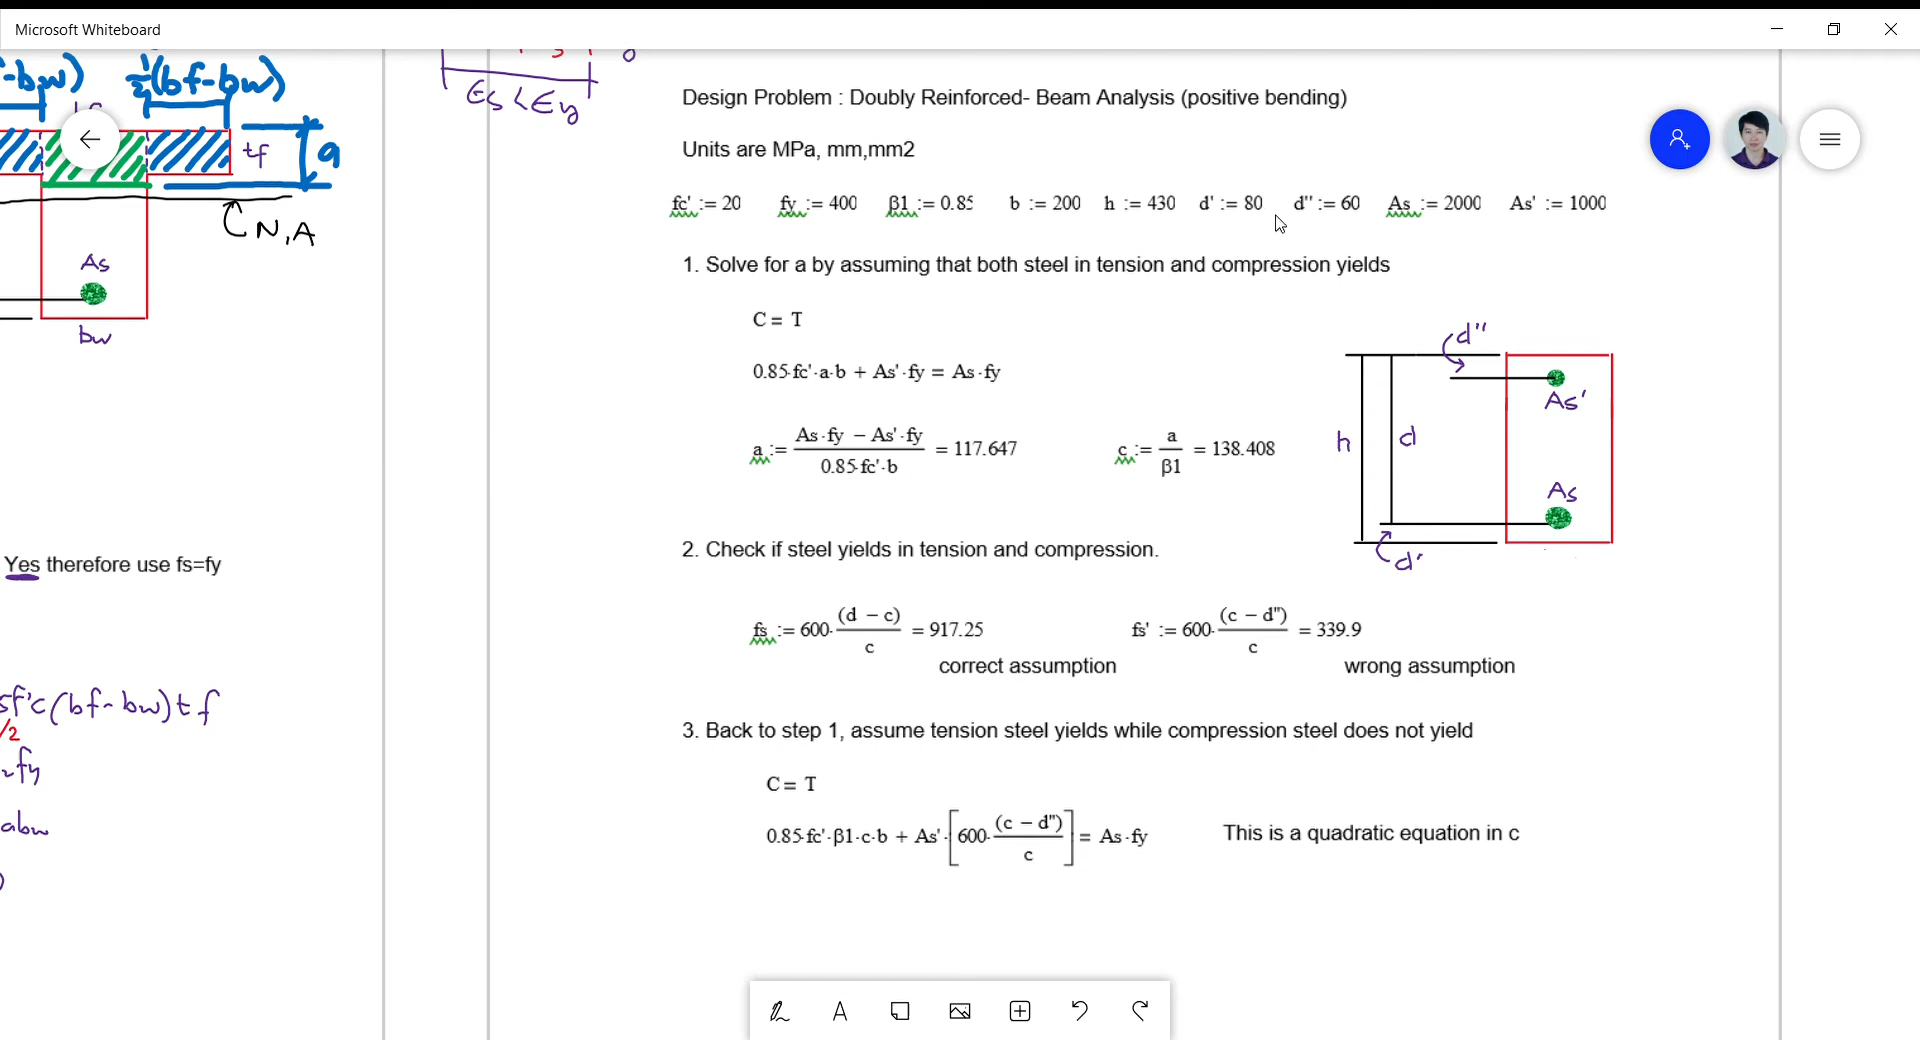 Microsoft Whiteboard
-bw) ½(bf-bw)
tf a
N.A
As
bw
Yes therefore use fs=fy
5f'c(bf-bw)tf
/2
fy
abw
Es<Ey
Design Problem : Doubly Reinforced- Beam Analysis (positive bending)
Units are MPa, mm,mm2
fc' := 20 fy := 400 β1 := 0.85 b := 200 h := 430 d' := 80 d'' := 60 As := 2000 As' := 1000
1. Solve for a by assuming that both steel in tension and compression yields
C = T
0.85·fc'·a·b + As'·fy = As·fy
a := (As·fy − As'·fy) / (0.85·fc'·b) = 117.647 c := a / β1 = 138.408
d''
As'
h d
As
d'
2. Check if steel yields in tension and compression.
fs := 600·(d − c) / c = 917.25 fs' := 600·(c − d'') / c = 339.9
correct assumption wrong assumption
3. Back to step 1, assume tension steel yields while compression steel does not yield
C = T
0.85·fc'·β1·c·b + As'·[600·(c − d'') / c] = As·fy This is a quadratic equation in c